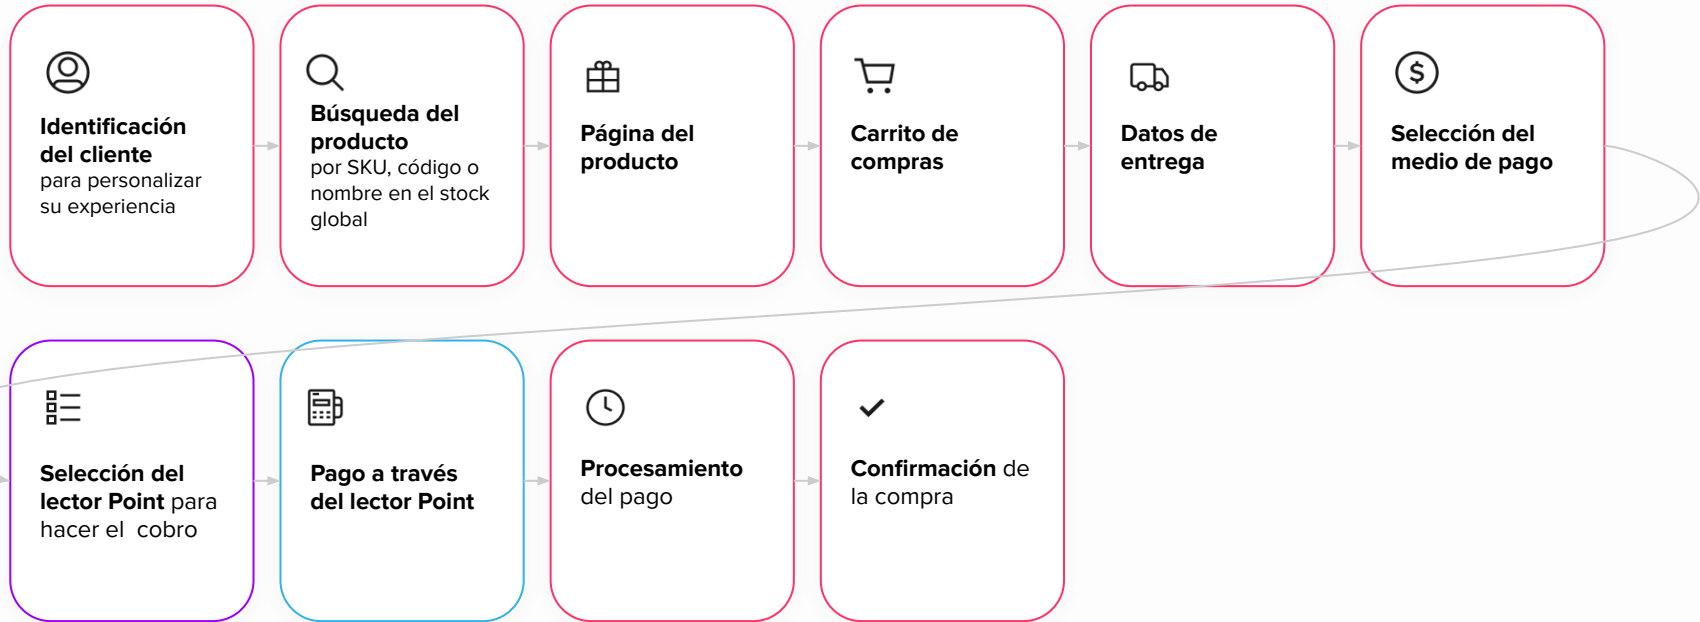 Identificación
del cliente
para personalizar
su experiencia
Búsqueda del
producto
por SKU, código o
nombre en el stock
global
Página del
producto
Carrito de
compras
Datos de
entrega
Selección del
medio de pago
Selección del
lector Point para
hacer el  cobro
Pago a través
del lector Point
Procesamiento
del pago
Confirmación de
la compra